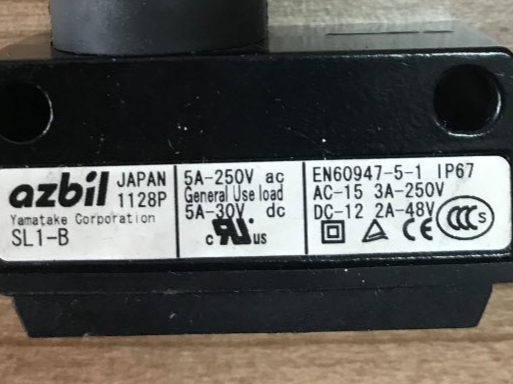 azbil JAPAN
1128P
Yamatake Corporation
SL1-B
5A-250V ac
General Use load
5A-30V dc
c RU us
EN60947-5-1 IP67
AC-15 3A-250V
DC-12 2A-48V
CE CCC S